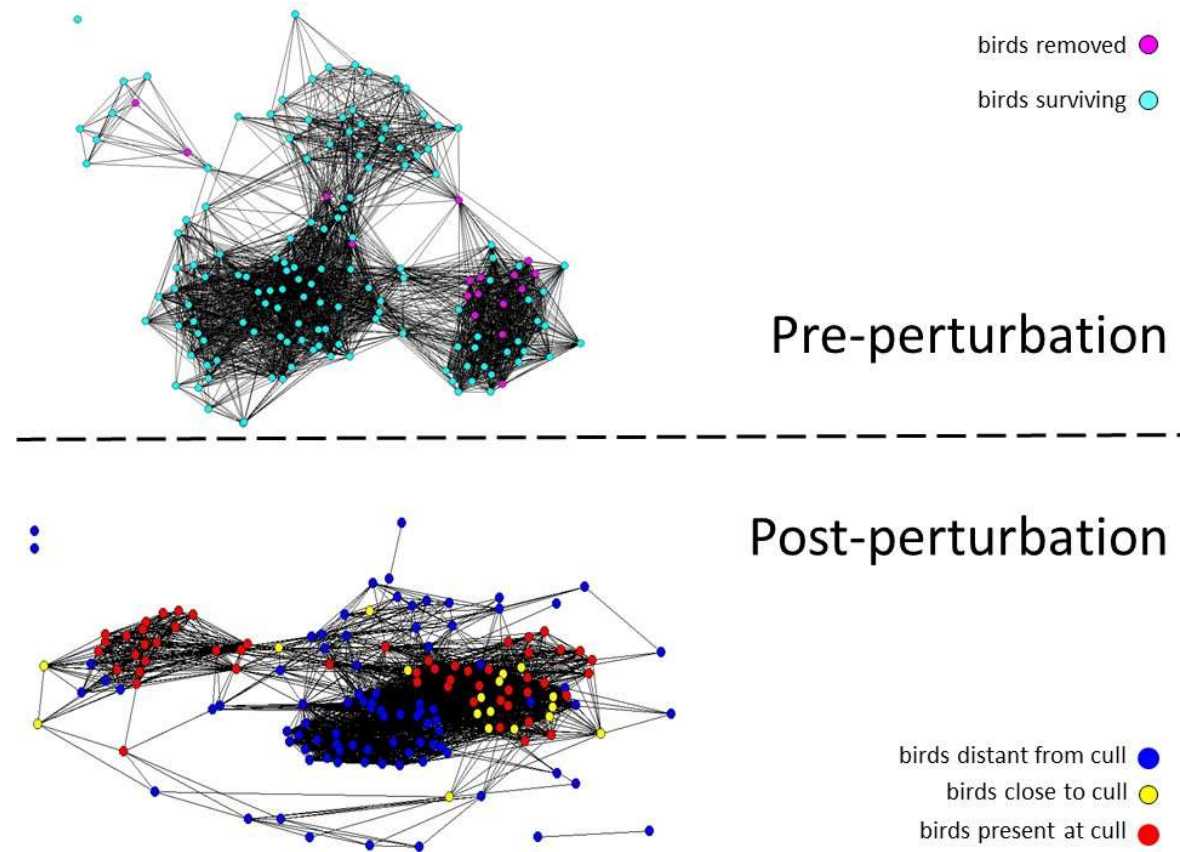 birds removed
birds surviving
Pre-perturbation
Post-perturbation
birds distant from cull
birds close to cull
birds present at cull